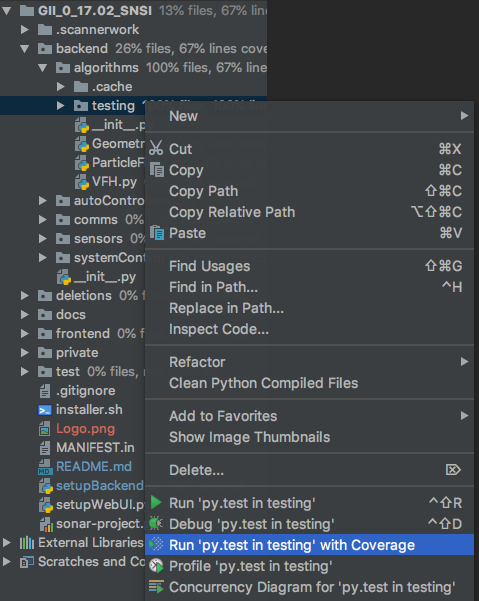 GII_0_17.02_SNSI 13% files, 67% lines
.scannerwork
backend 26% files, 67% lines cove
algorithms 100% files, 67% lines
.cache
testing
__init__.p
Geometr
ParticleF
VFH.py
autoContro
comms 0%
sensors
systemCont
__init__.py
deletions 0%
docs
frontend 0%
private
test 0% files,
.gitignore
installer.sh
Logo.png
MANIFEST.in
README.md
setupBackend
setupWebUI.py
sonar-project.
External Libraries
Scratches and Co
New
Cut ⌘X
Copy ⌘C
Copy Path ⇧⌘C
Copy Relative Path ⌥⇧⌘C
Paste ⌘V
Find Usages ⇧⌘G
Find in Path... ^H
Replace in Path...
Inspect Code...
Refactor
Clean Python Compiled Files
Add to Favorites
Show Image Thumbnails
Delete... ⌦
Run 'py.test in testing' ^⇧R
Debug 'py.test in testing' ^⇧D
Run 'py.test in testing' with Coverage
Profile 'py.test in testing'
Concurrency Diagram for 'py.test in testing'